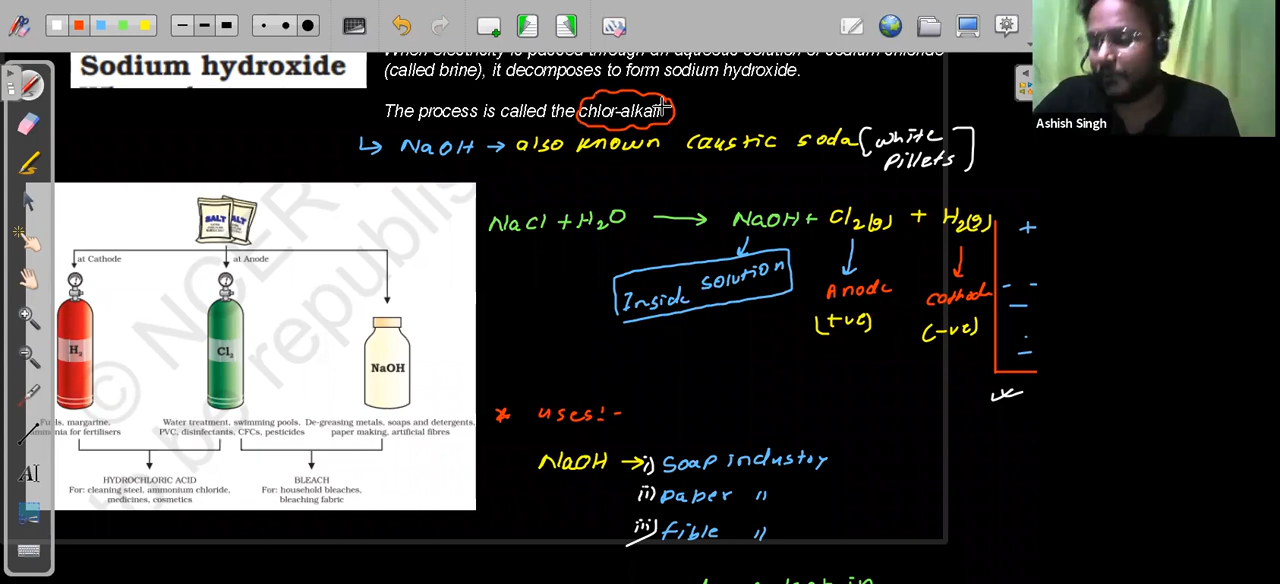 Sodium hydroxide
(called brine), it decomposes to form sodium hydroxide.
The process is called the chlor-alkali
↳ NaOH → also known caustic soda [white
pillets]
Ashish Singh
NaCl + H2O → NaOH + Cl2(g) + H2(g)
Inside solution
Anode
(+ve)
Cathode
(-ve)
SALT
at Cathode
at Anode
H2
Cl2
NaOH
Fuels, margarine,
ammonia for fertilisers
Water treatment, swimming pools,
PVC, disinfectants, CFCs, pesticides
De-greasing metals, soaps and detergents,
paper making, artificial fibres
HYDROCHLORIC ACID
For: cleaning steel, ammonium chloride,
medicines, cosmetics
BLEACH
For: household bleaches,
bleaching fabric
© NCER
be republis
* uses:-
NaOH → i) Soap industry
ii) paper "
iii) fible "